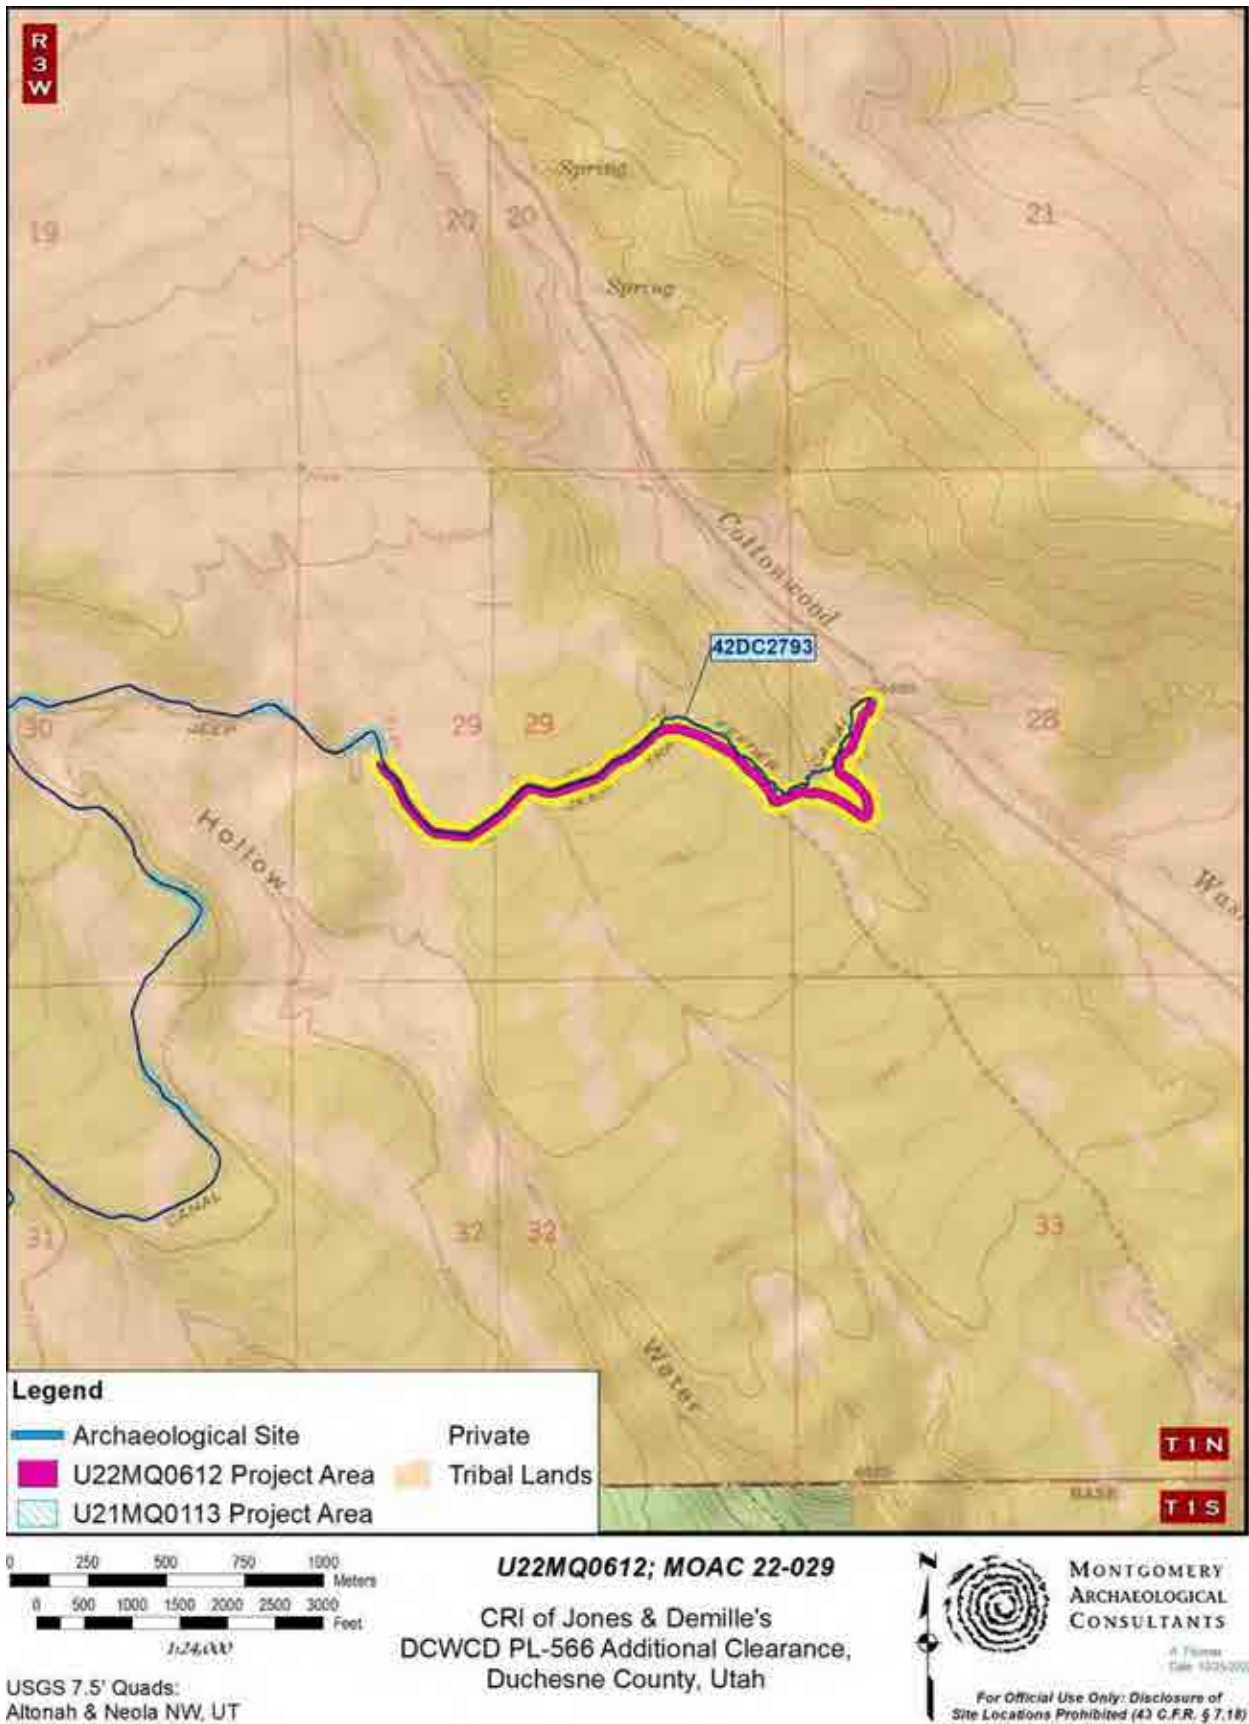 R
3
W
Spring
20
20
21
19
Spring
Cottonwood
42DC2793
30
JEEP
29
29
28
Hollow
CANAL
31
32
32
33
Water
Legend
Archaeological Site
Private
U22MQ0612 Project Area
Tribal Lands
U21MQ0113 Project Area
T1N
BASE
T1S
0 250 500 750 1000
Meters
0 500 1000 1500 2000 2500 3000
Feet
1:24,000
USGS 7.5' Quads:
Altonah & Neola NW, UT
U22MQ0612; MOAC 22-029
CRI of Jones & Demille's
DCWCD PL-566 Additional Clearance,
Duchesne County, Utah
N
MONTGOMERY
ARCHAEOLOGICAL
CONSULTANTS
For Official Use Only: Disclosure of
Site Locations Prohibited (43 C.F.R. § 7.18)